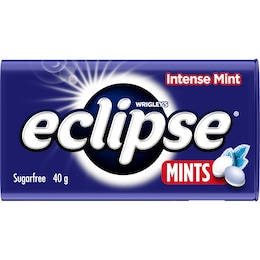 Intense Mint
WRIGLEY'S
eclipse®
MINTS
Sugarfree 40 g